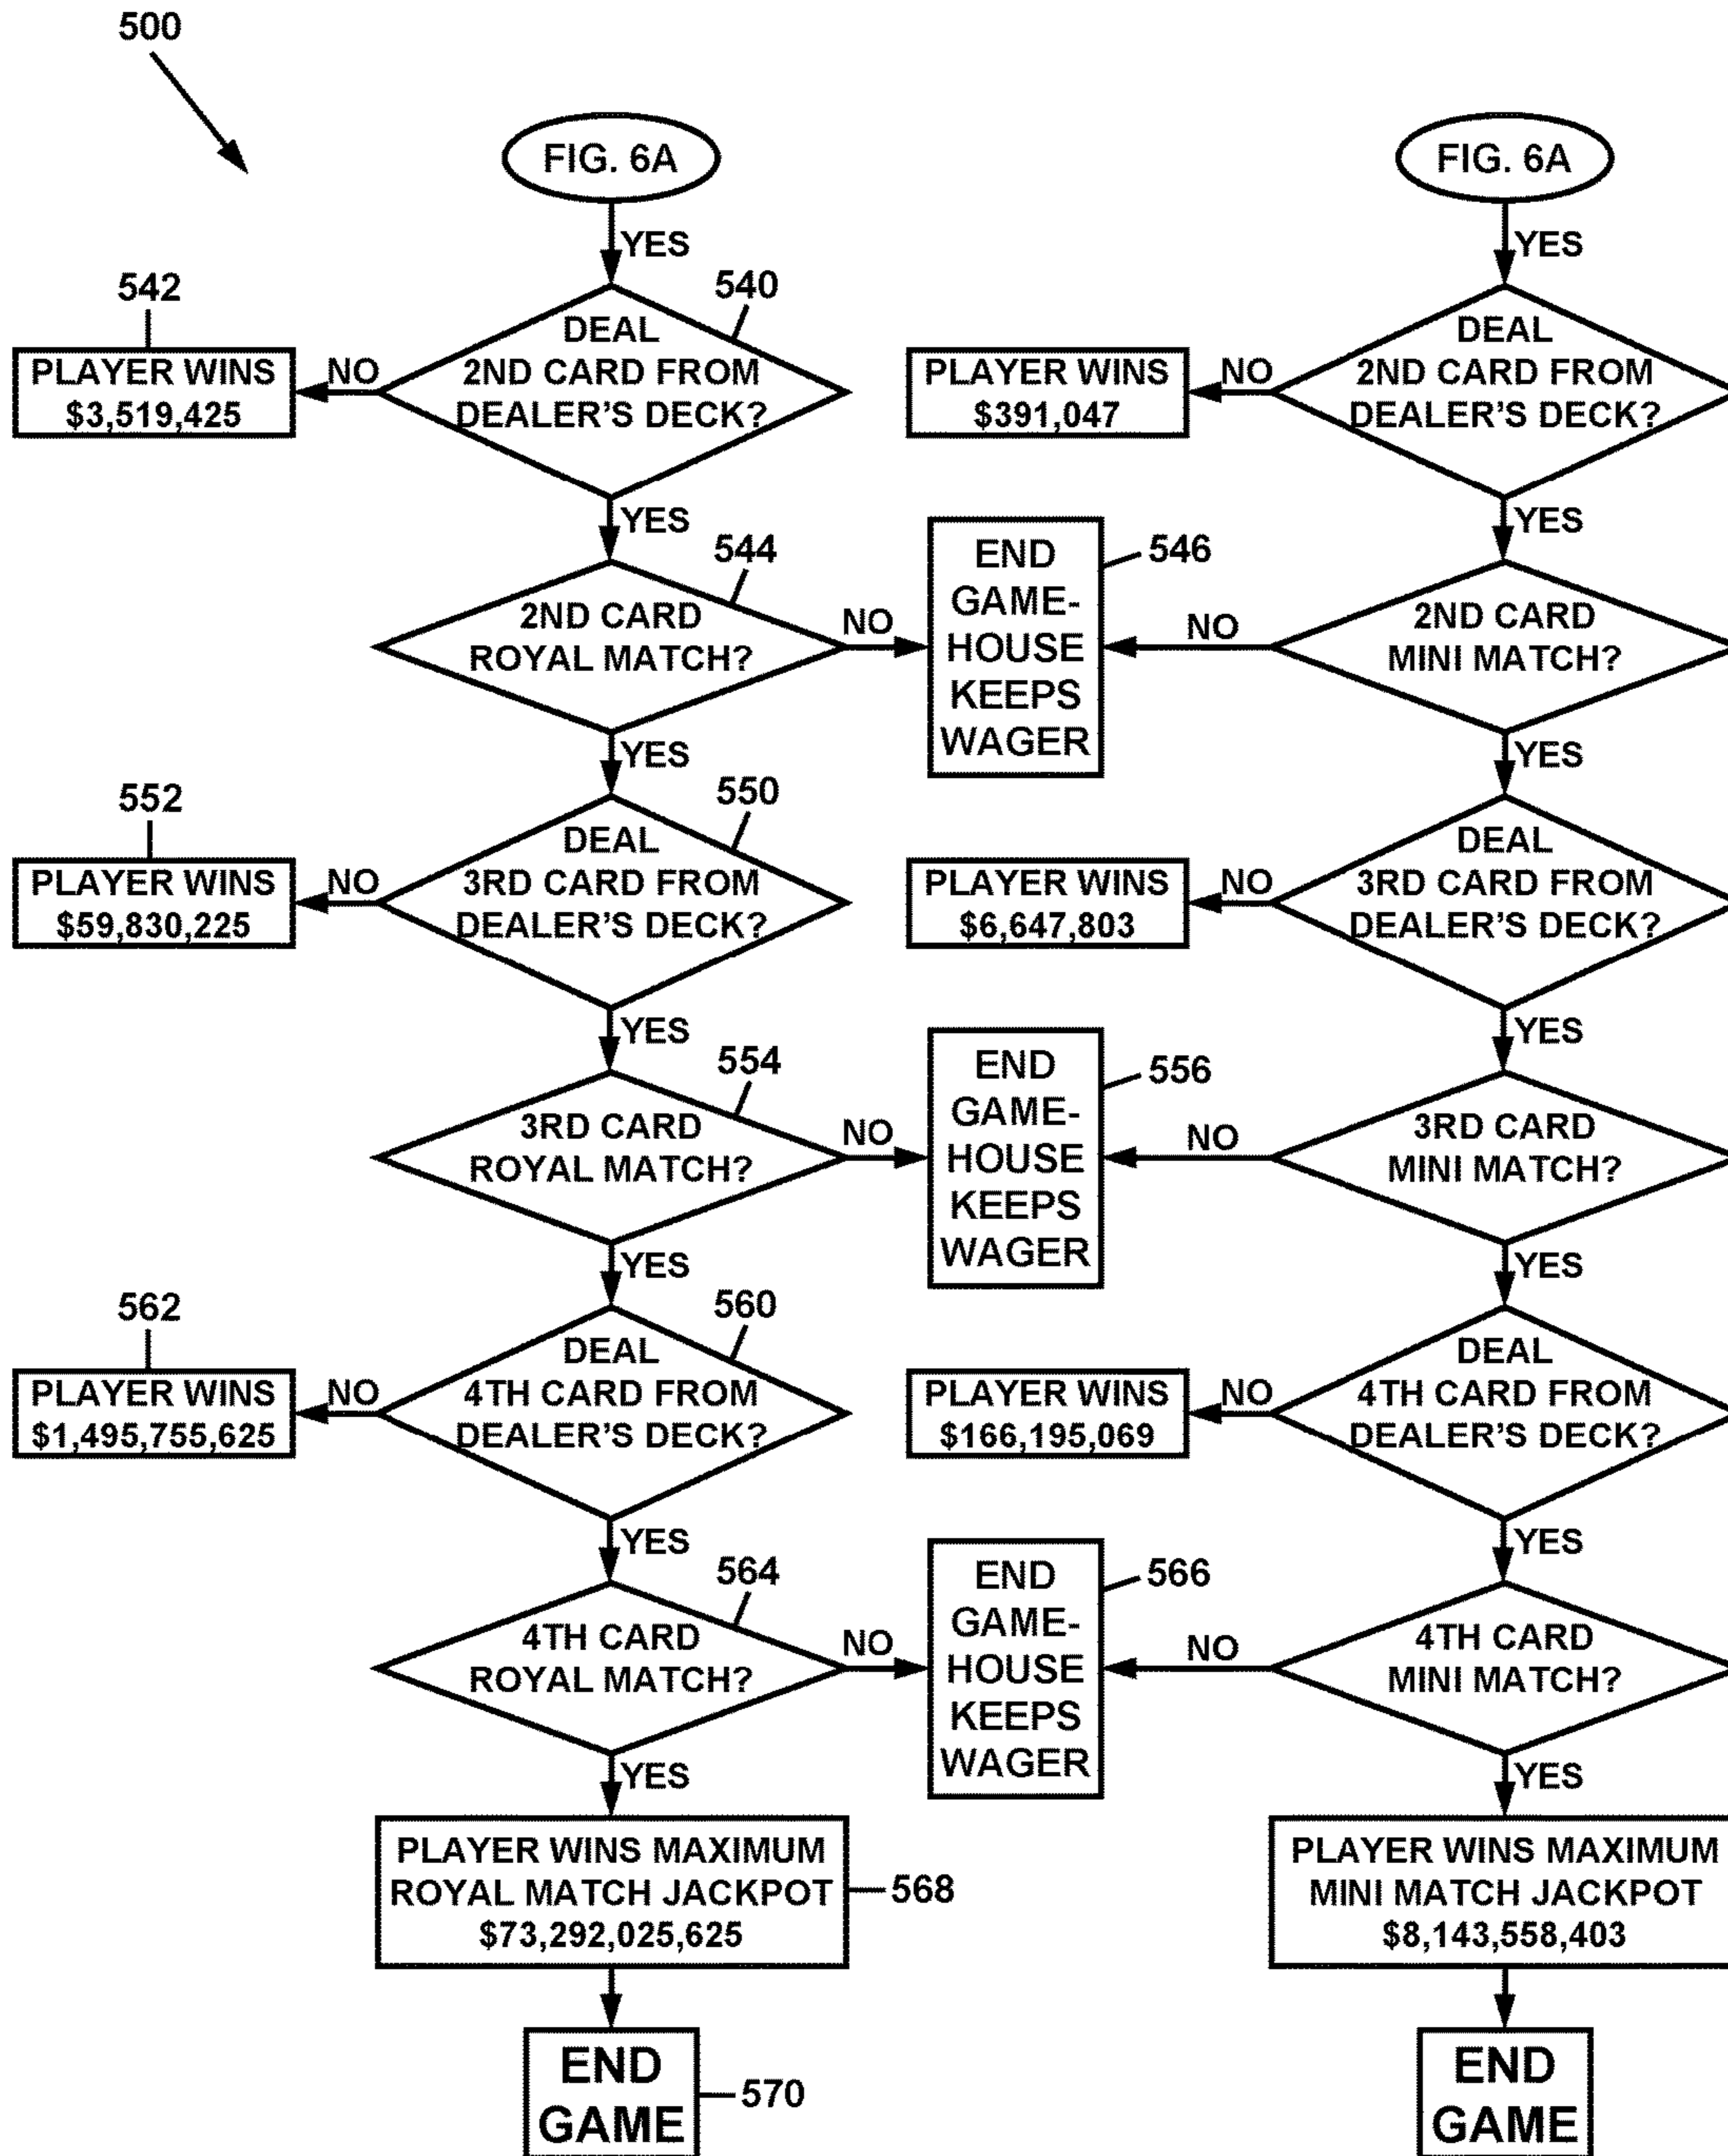 500
FIG. 6A
FIG. 6A
YES
YES
542
540
DEAL
2ND CARD FROM
DEALER'S DECK?
DEAL
2ND CARD FROM
DEALER'S DECK?
PLAYER WINS
$3,519,425
NO
PLAYER WINS
$391,047
NO
YES
YES
544
546
2ND CARD
ROYAL MATCH?
NO
END
GAME-
HOUSE
KEEPS
WAGER
NO
2ND CARD
MINI MATCH?
YES
YES
552
550
DEAL
3RD CARD FROM
DEALER'S DECK?
DEAL
3RD CARD FROM
DEALER'S DECK?
PLAYER WINS
$59,830,225
NO
PLAYER WINS
$6,647,803
NO
YES
YES
554
556
3RD CARD
ROYAL MATCH?
NO
END
GAME-
HOUSE
KEEPS
WAGER
NO
3RD CARD
MINI MATCH?
YES
YES
562
560
DEAL
4TH CARD FROM
DEALER'S DECK?
DEAL
4TH CARD FROM
DEALER'S DECK?
PLAYER WINS
$1,495,755,625
NO
PLAYER WINS
$166,195,069
NO
YES
YES
564
566
4TH CARD
ROYAL MATCH?
NO
END
GAME-
HOUSE
KEEPS
WAGER
NO
4TH CARD
MINI MATCH?
YES
YES
PLAYER WINS MAXIMUM
ROYAL MATCH JACKPOT
$73,292,025,625
568
PLAYER WINS MAXIMUM
MINI MATCH JACKPOT
$8,143,558,403
END
GAME
570
END
GAME